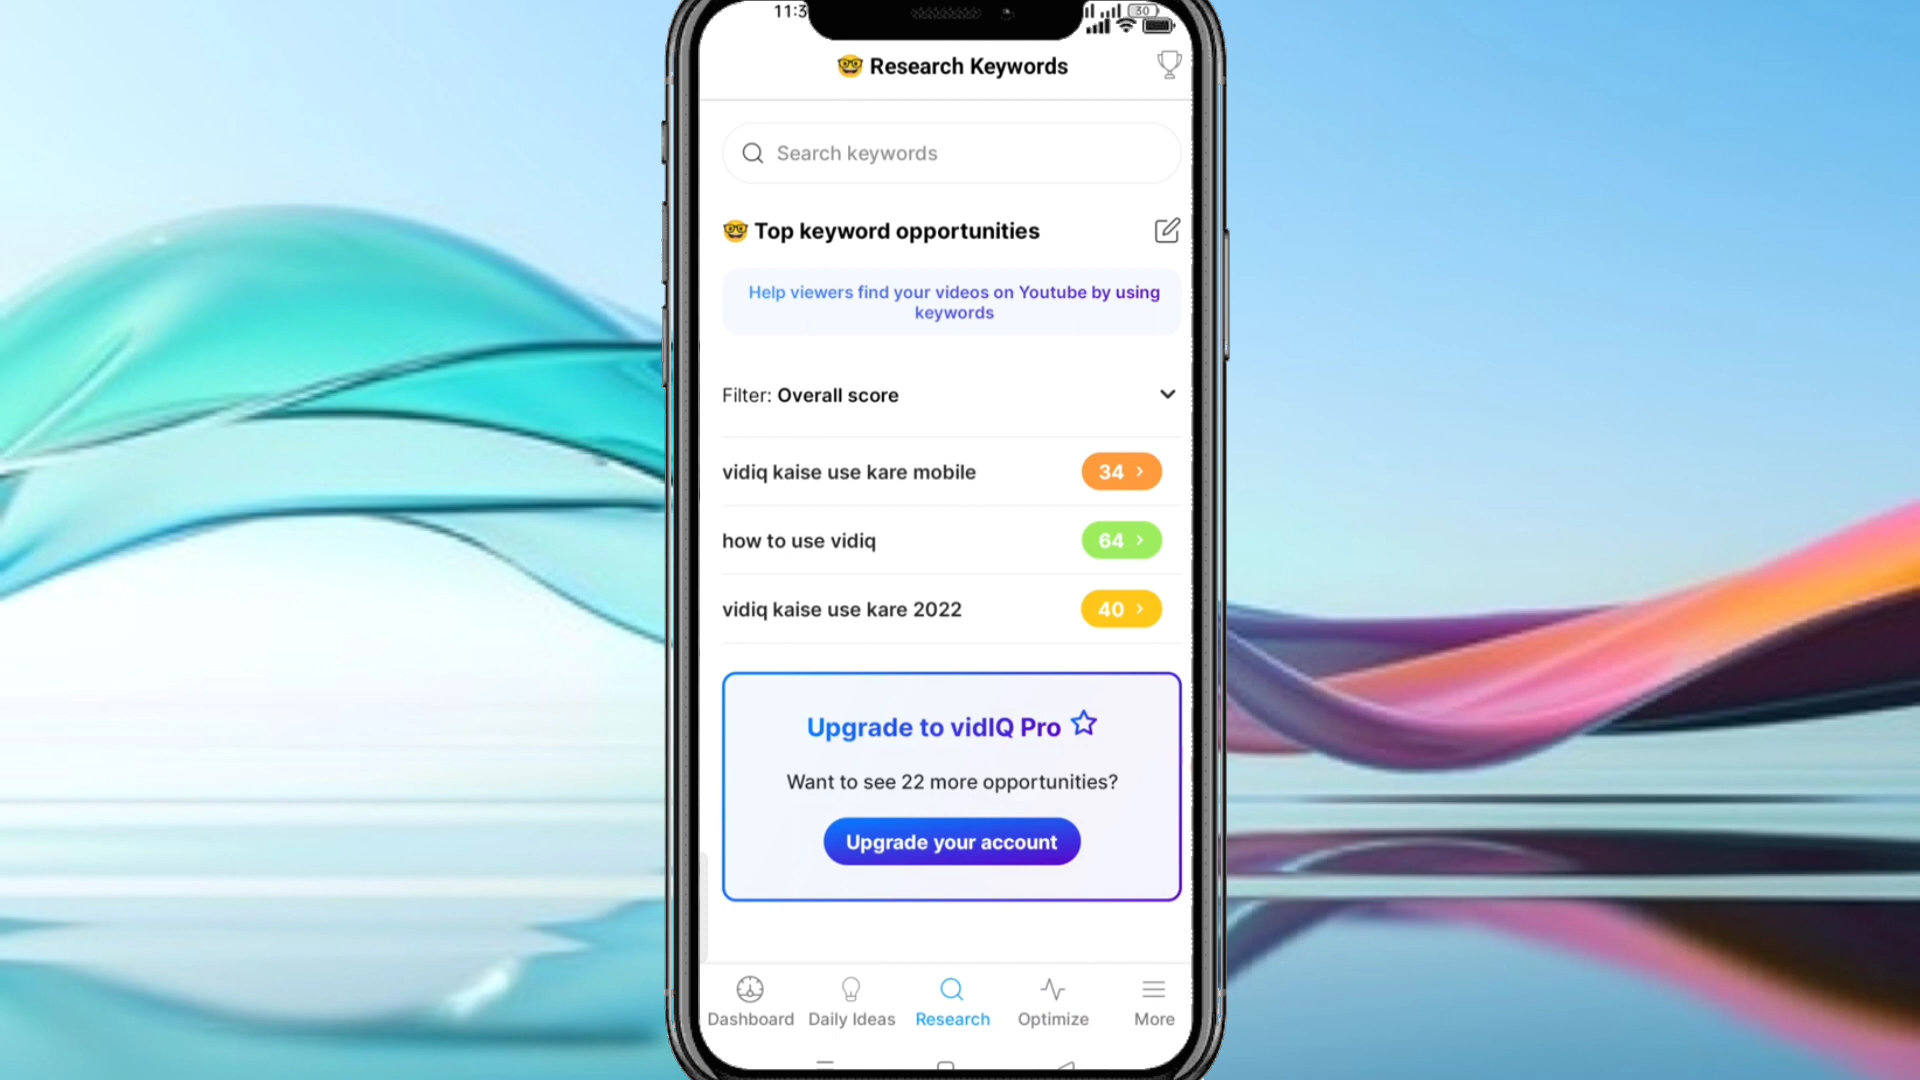 11:3
30
Research Keywords
Search keywords
Top keyword opportunities
Help viewers find your videos on Youtube by using
keywords
Filter: Overall score
vidiq kaise use kare mobile 34
how to use vidiq 64
vidiq kaise use kare 2022 40
Upgrade to vidIQ Pro
Want to see 22 more opportunities?
Upgrade your account
Dashboard Daily Ideas Research Optimize More